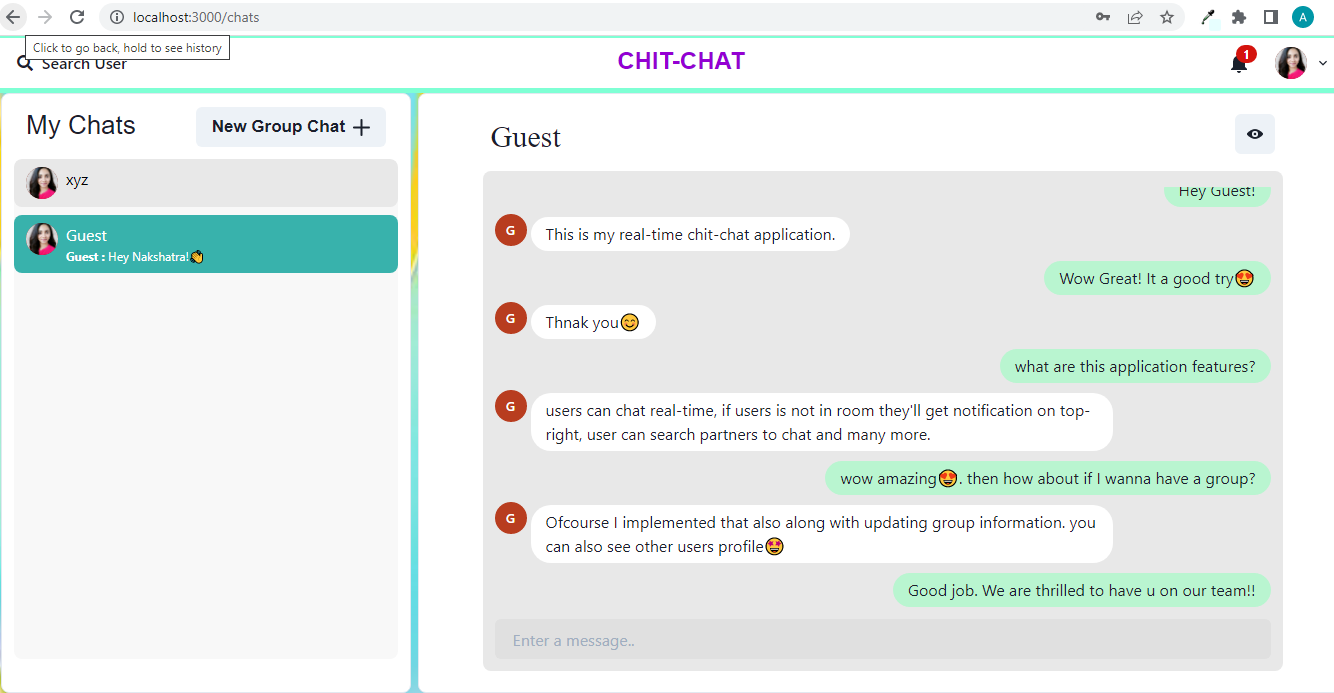 localhost:3000/chats
A
Click to go back, hold to see history
Search User
CHIT-CHAT
1
My Chats
New Group Chat
xyz
Guest
Guest : Hey Nakshatra!👏
Guest
Hey Guest!
G
This is my real-time chit-chat application.
Wow Great! It a good try😍
G
Thnak you😊
what are this application features?
G
users can chat real-time, if users is not in room they'll get notification on top-
right, user can search partners to chat and many more.
wow amazing😍. then how about if I wanna have a group?
G
Ofcourse I implemented that also along with updating group information. you
can also see other users profile🤩
Good job. We are thrilled to have u on our team!!
Enter a message..